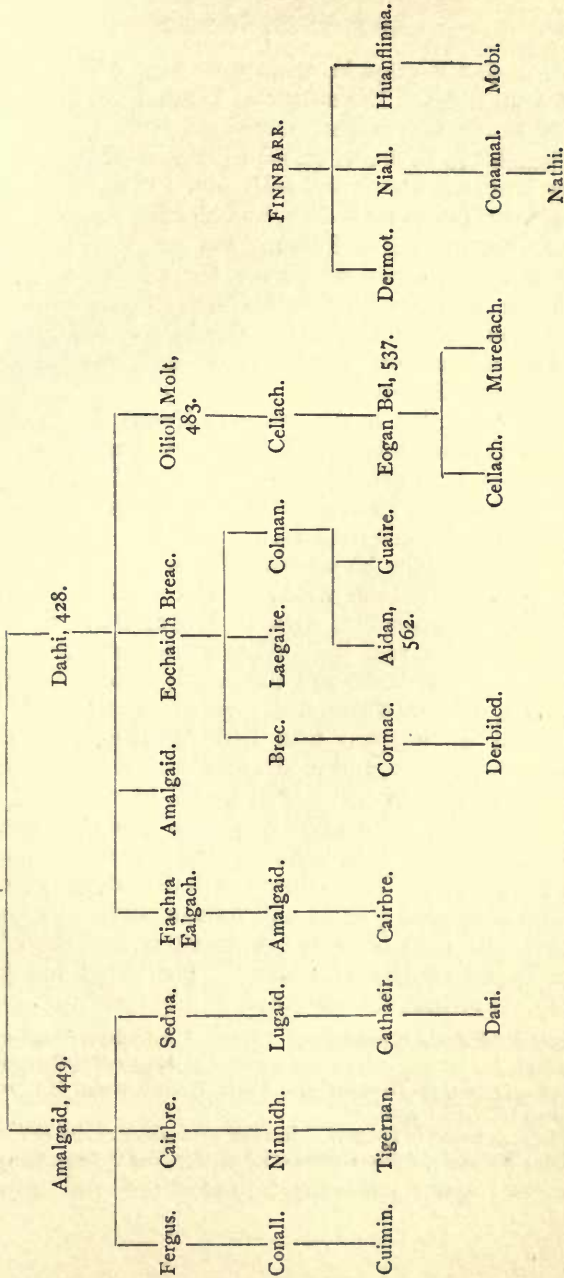 Amalgaid, 449. Dathi, 428.
Fergus. Cairbre. Sedna. Fiachra Amalgaid. Eochaidh Breac. Oilioll Molt,
Ealgach. 483.
Conall. Ninnidh. Lugaid. Amalgaid. Brec. Laegaire. Colman. Cellach. FINNBARR.
Cuimin. Tigernan. Cathaeir. Cairbre. Cormac. Aidan, Guaire. Eogan Bel, 537. Dermot. Niall. Huanflinna.
562.
Dari. Derbiled. Cellach. Muredach. Conamal. Mobi.
Nathi.